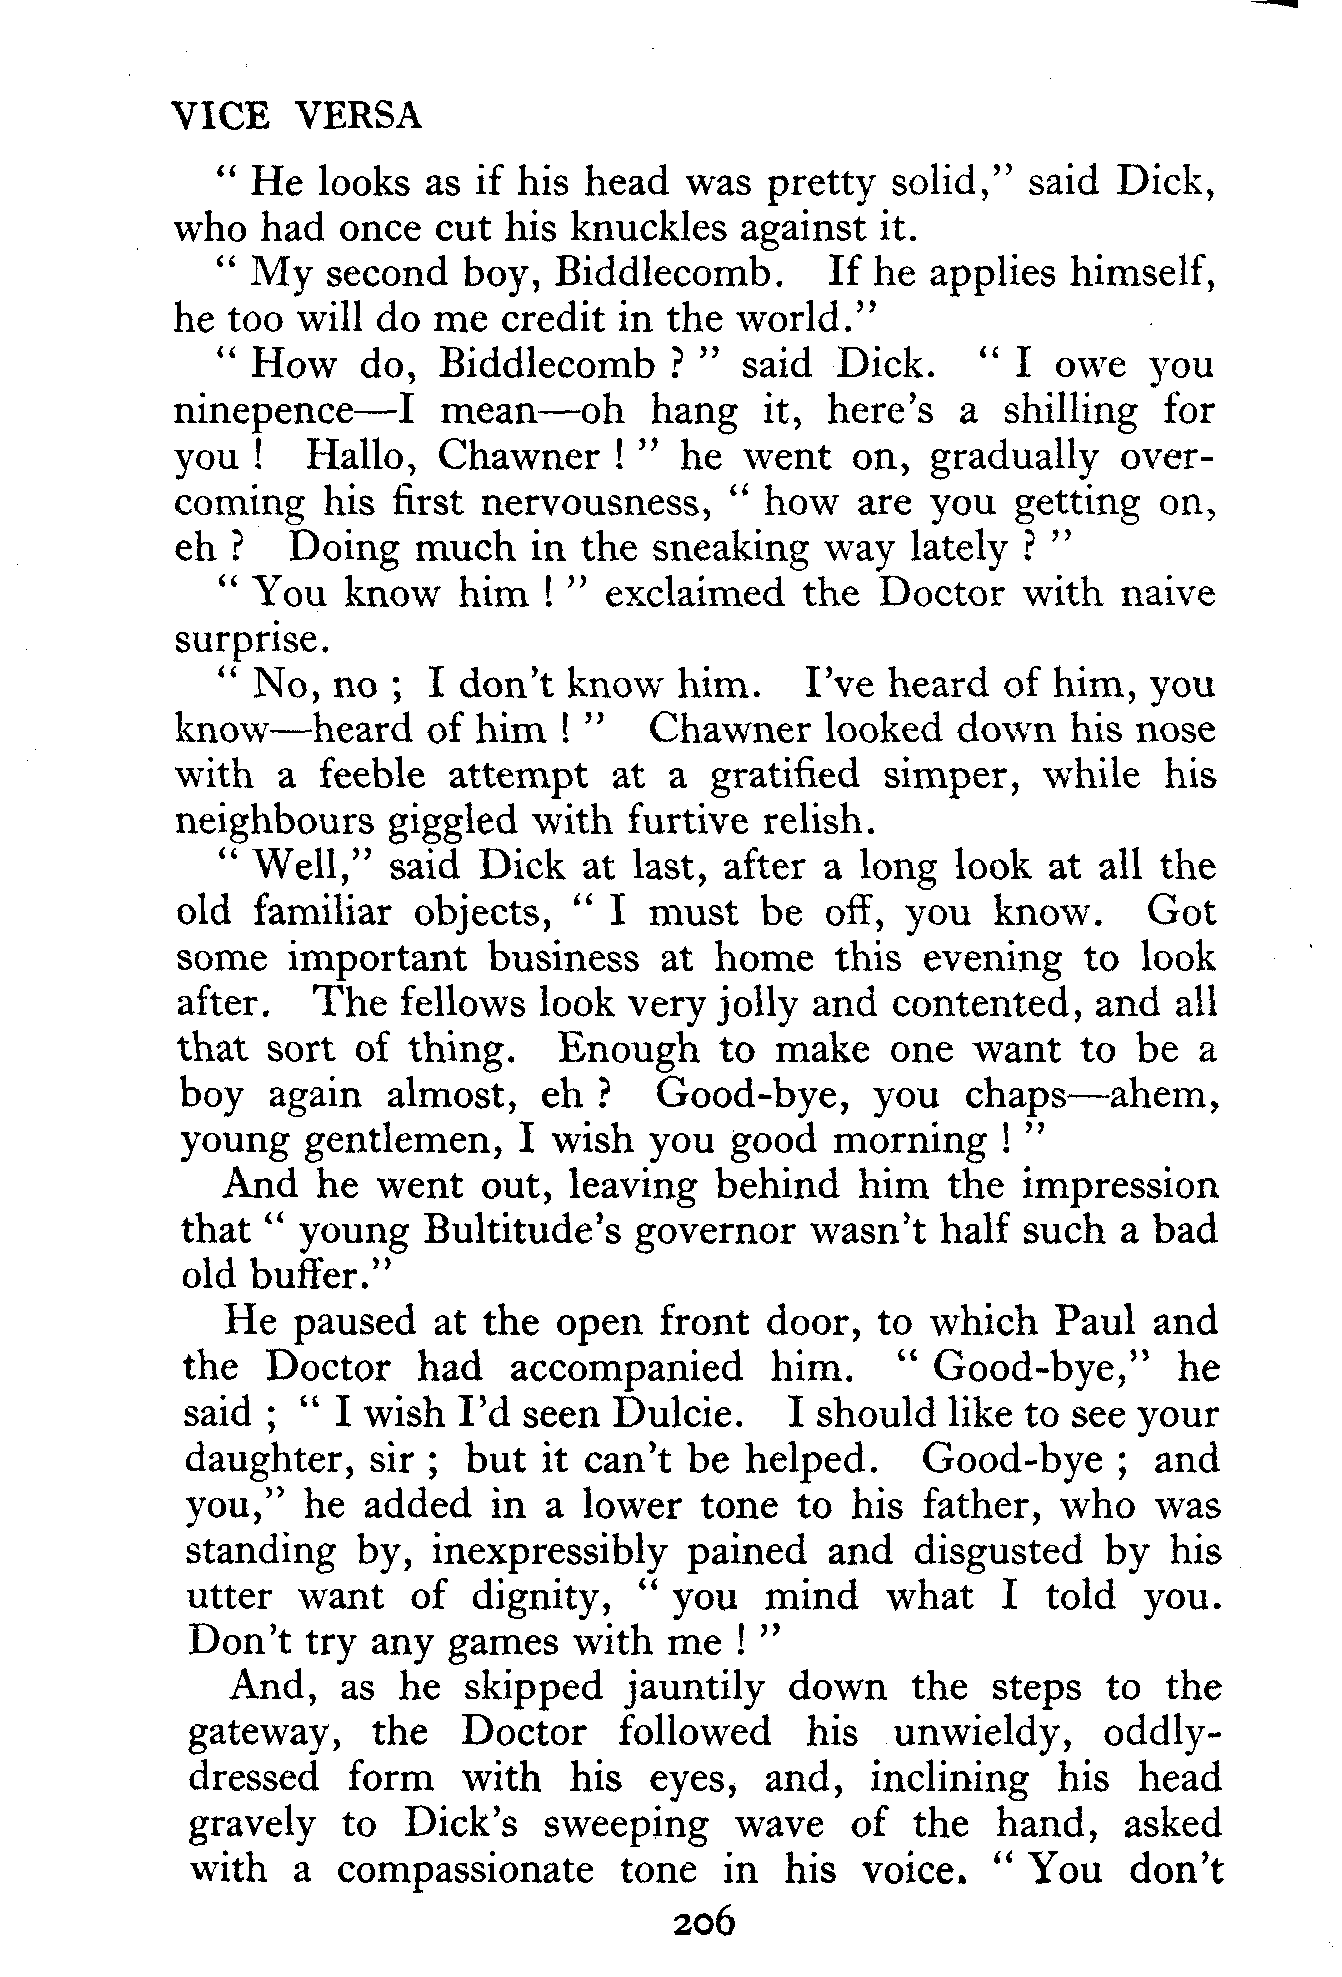 VICE VERSA
“ He looks as if his head was pretty solid,” said Dick,
who had once cut his knuckles against it.
“ My second boy, Biddlecomb. If he applies himself,
he too will do me credit in the world.”
“ How do, Biddlecomb ? ” said Dick. “ I owe you
ninepence—I mean—oh hang it, here’s a shilling for
you ! Hallo, Chawner ! ” he went on, gradually over-
coming his first nervousness, “ how are you getting on,
eh ? Doing much in the sneaking way lately ? ”
“ You know him ! ” exclaimed the Doctor with naive
surprise.
“ No, no ; I don’t know him. I’ve heard of him, you
know—heard of him ! ” Chawner looked down his nose
with a feeble attempt at a gratified simper, while his
neighbours giggled with furtive relish.
“ Well,” said Dick at last, after a long look at all the
old familiar objects, “ I must be off, you know. Got
some important business at home this evening to look
after. The fellows look very jolly and contented, and all
that sort of thing. Enough to make one want to be a
boy again almost, eh ? Good-bye, you chaps—ahem,
young gentlemen, I wish you good morning ! ”
And he went out, leaving behind him the impression
that “ young Bultitude’s governor wasn’t half such a bad
old buffer.”
He paused at the open front door, to which Paul and
the Doctor had accompanied him. “ Good-bye,” he
said ; “ I wish I’d seen Dulcie. I should like to see your
daughter, sir ; but it can’t be helped. Good-bye ; and
you,” he added in a lower tone to his father, who was
standing by, inexpressibly pained and disgusted by his
utter want of dignity, “ you mind what I told you.
Don’t try any games with me ! ”
And, as he skipped jauntily down the steps to the
gateway, the Doctor followed his unwieldy, oddly-
dressed form with his eyes, and, inclining his head
gravely to Dick’s sweeping wave of the hand, asked
with a compassionate tone in his voice. “ You don’t
206